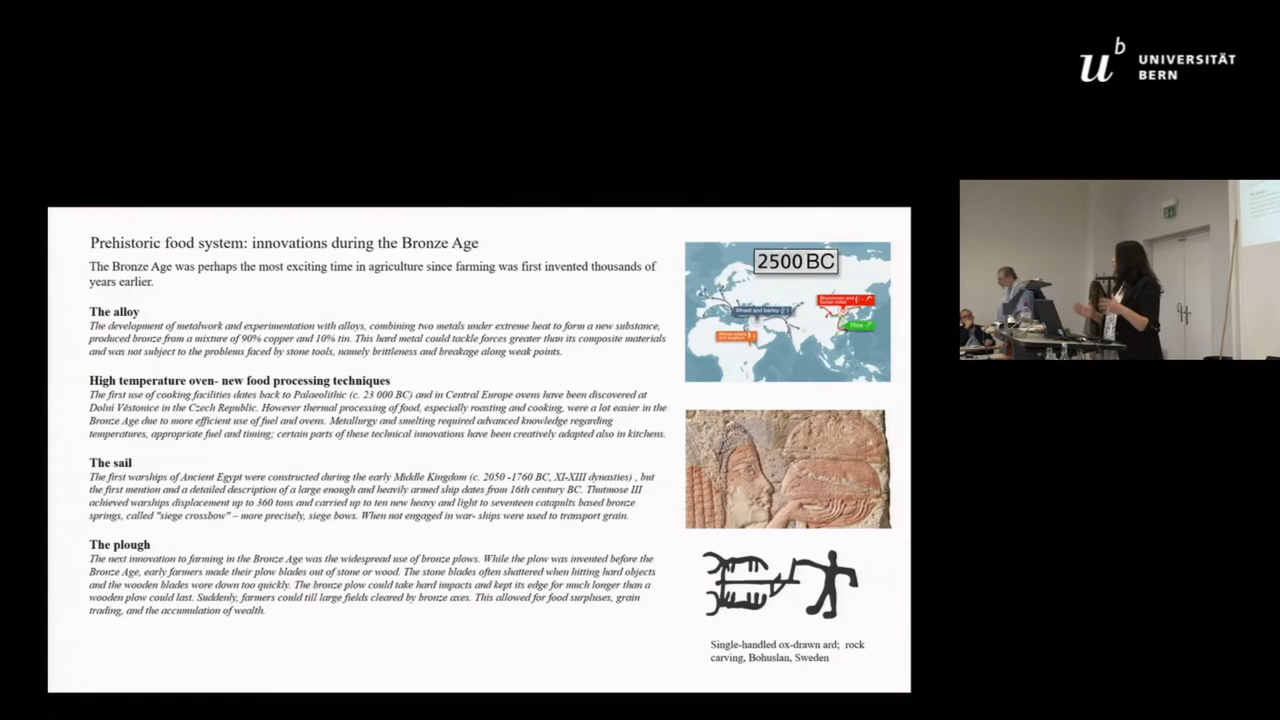 u
b
UNIVERSITÄT
BERN
Prehistoric food system: innovations during the Bronze Age
The Bronze Age was perhaps the most exciting time in agriculture since farming was first invented thousands of
years earlier.
The alloy
The development of metalwork and experimentation with alloys, combining two metals under extreme heat to form a new substance,
produced bronze from a mixture of 90% copper and 10% tin. This hard metal could tackle forces greater than its composite materials
and was not subject to the problems faced by stone tools, namely brittleness and breakage along weak points.
High temperature oven- new food processing techniques
The first use of cooking facilities dates back to Palaeolithic (c. 23 000 BC) and in Central Europe ovens have been discovered at
Dolní Věstonice in the Czech Republic. However thermal processing of food, especially roasting and cooking, were a lot easier in the
Bronze Age due to more efficient use of fuel and ovens. Metallurgy and smelting required advanced knowledge regarding
temperatures, appropriate fuel and timing; certain parts of these technical innovations have been creatively adapted also in kitchens.
The sail
The first warships of Ancient Egypt were constructed during the early Middle Kingdom (c. 2050 -1760 BC, XI-XIII dynasties) , but
the first mention and a detailed description of a large enough and heavily armed ship dates from 16th century BC. Thutmose III
achieved warships displacement up to 360 tons and carried up to ten new heavy and light to seventeen catapults based bronze
springs, called "siege crossbow" – more precisely, siege bows. When not engaged in war- ships were used to transport grain.
The plough
The next innovation to farming in the Bronze Age was the widespread use of bronze plows. While the plow was invented before the
Bronze Age, early farmers made their plow blades out of stone or wood. The stone blades often shattered when hitting hard objects
and the wooden blades wore down too quickly. The bronze plow could take hard impacts and kept its edge for much longer than a
wooden plow could last. Suddenly, farmers could till large fields cleared by bronze axes. This allowed for food surpluses, grain
trading, and the accumulation of wealth.
2500 BC
Wheat and barley
Rice
Single-handled ox-drawn ard; rock
carving, Bohuslan, Sweden